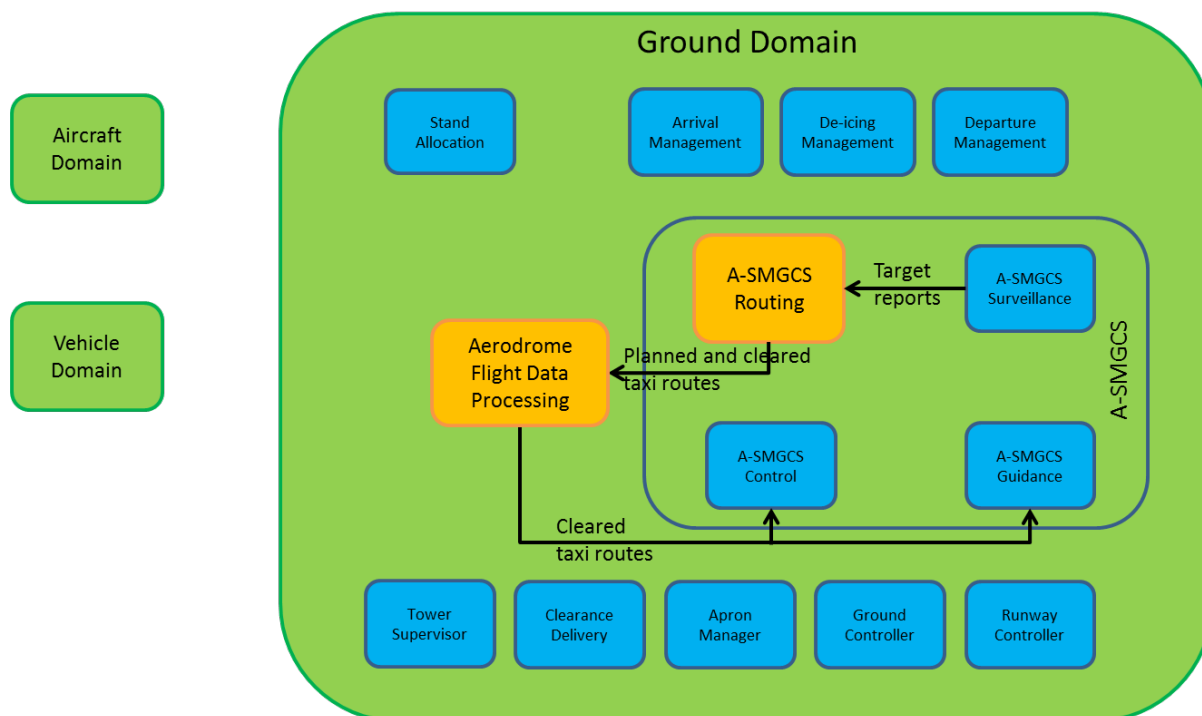 Ground Domain
Aircraft
Domain
Stand
Allocation
Arrival
Management
De-icing
Management
Departure
Management
A-SMGCS
Routing
Target
reports
A-SMGCS
Surveillance
Vehicle
Domain
Aerodrome
Flight Data
Processing
Planned and cleared
taxi routes
A-SMGCS
A-SMGCS
Control
A-SMGCS
Guidance
Cleared
taxi routes
Tower
Supervisor
Clearance
Delivery
Apron
Manager
Ground
Controller
Runway
Controller